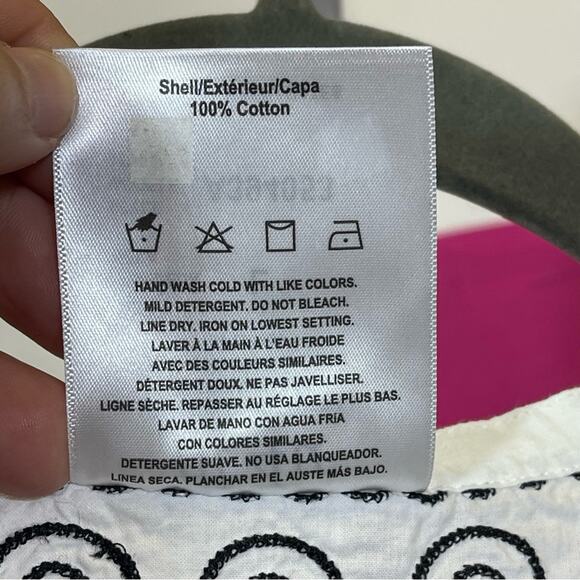 Shell/Extérieur/Capa
100% Cotton
HAND WASH COLD WITH LIKE COLORS.
MILD DETERGENT. DO NOT BLEACH.
LINE DRY. IRON ON LOWEST SETTING.
LAVER À LA MAIN À L'EAU FROIDE
AVEC DES COULEURS SIMILAIRES.
DÉTERGENT DOUX. NE PAS JAVELLISER.
LIGNE SÈCHE. REPASSER AU RÉGLAGE LE PLUS BAS.
LAVAR DE MANO CON AGUA FRÍA
CON COLORES SIMILARES.
DETERGENTE SUAVE. NO USA BLANQUEADOR.
LINEA SECA. PLANCHAR EN EL AUSTE MÁS BAJO.